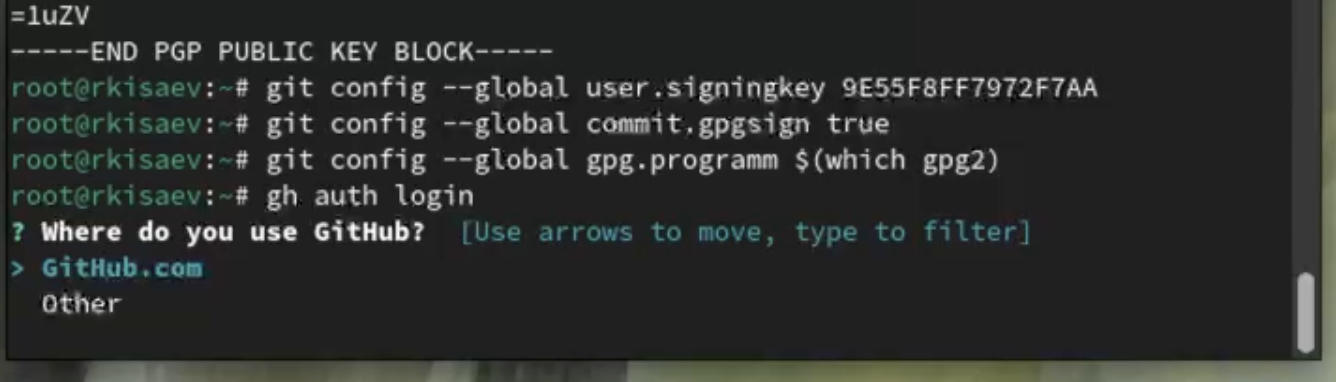 =1uZV
-----END PGP PUBLIC KEY BLOCK-----
root@rkisaev:~# git config --global user.signingkey 9E55F8FF7972F7AA
root@rkisaev:~# git config --global commit.gpgsign true
root@rkisaev:~# git config --global gpg.programm $(which gpg2)
root@rkisaev:~# gh auth login
? Where do you use GitHub?  [Use arrows to move, type to filter]
> GitHub.com
  Other